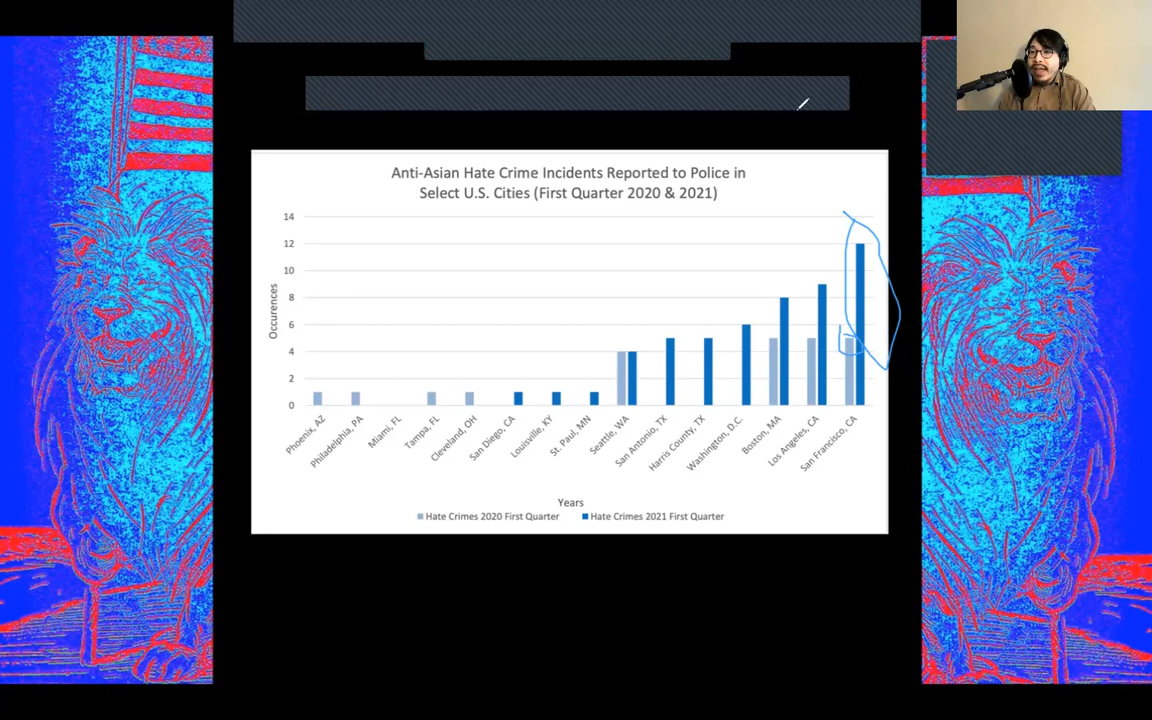 Anti-Asian Hate Crime Incidents Reported to Police in
Select U.S. Cities (First Quarter 2020 & 2021)
14
12
10
8
6
4
2
0
Occurences
Phoenix, AZ
Philadelphia, PA
Miami, FL
Tampa, FL
Cleveland, OH
San Diego, CA
Louisville, KY
St. Paul, MN
Seattle, WA
San Antonio, TX
Harris County, TX
Washington, D.C.
Boston, MA
Los Angeles, CA
San Francisco, CA
Years
Hate Crimes 2020 First Quarter
Hate Crimes 2021 First Quarter